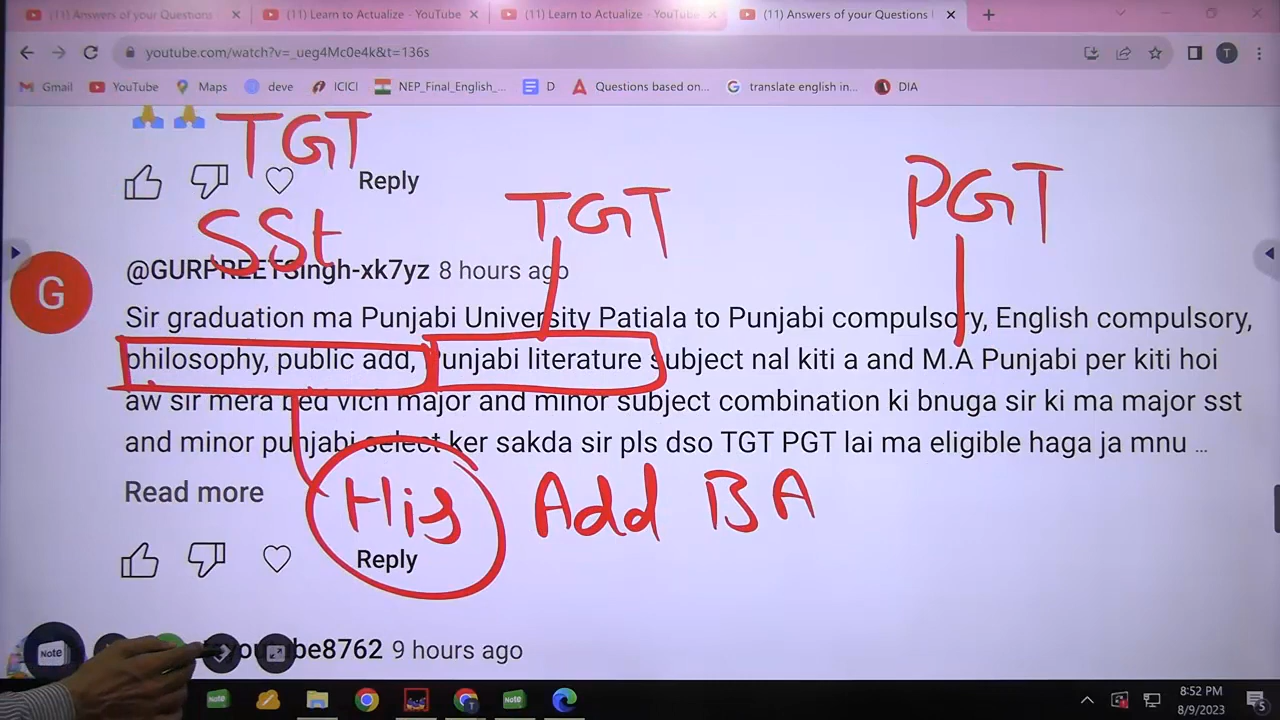 (11) Answers of your Questions
(11) Learn to Actualize - YouTube
(11) Learn to Actualize - YouTube
(11) Answers of your Questions
youtube.com/watch?v=_ueg4Mc0e4k&t=136s
T
Gmail YouTube Maps deve ICICI NEP_Final_English_... D Questions based on... translate english in... DIA
TGT
Reply
SSt
TGT
PGT
G
@GURPREETSingh-xk7yz 8 hours ago
Sir graduation ma Punjabi University Patiala to Punjabi compulsory, English compulsory,
philosophy, public add, Punjabi literature subject nal kiti a and M.A Punjabi per kiti hoi
aw sir mera bed vich major and minor subject combination ki bnuga sir ki ma major sst
and minor punjabi select ker sakda sir pls dso TGT PGT lai ma eligible haga ja mnu ...
Read more
His Add BA
Reply
Note
8762 9 hours ago
Note
T
Note
8:52 PM
8/9/2023
5